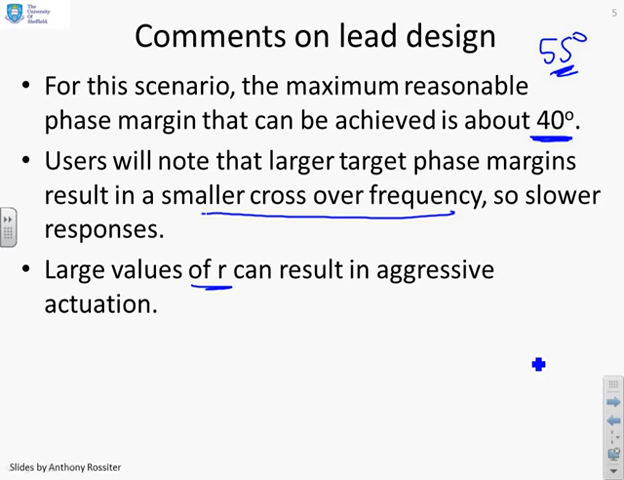 The
University
Of
Sheffield.
5
Comments on lead design
55°
• For this scenario, the maximum reasonable
phase margin that can be achieved is about 40°.
• Users will note that larger target phase margins
result in a smaller cross over frequency, so slower
responses.
• Large values of r can result in aggressive
actuation.
Slides by Anthony Rossiter